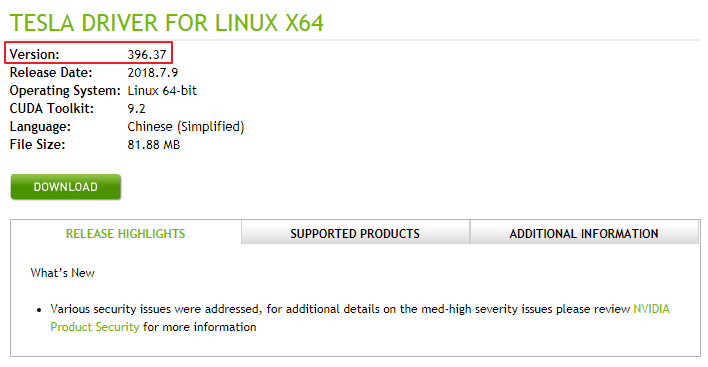 TESLA DRIVER FOR LINUX X64
Version: 396.37
Release Date: 2018.7.9
Operating System: Linux 64-bit
CUDA Toolkit: 9.2
Language: Chinese (Simplified)
File Size: 81.88 MB
DOWNLOAD
RELEASE HIGHLIGHTS SUPPORTED PRODUCTS ADDITIONAL INFORMATION
What's New
• Various security issues were addressed, for additional details on the med-high severity issues please review NVIDIA
Product Security for more information